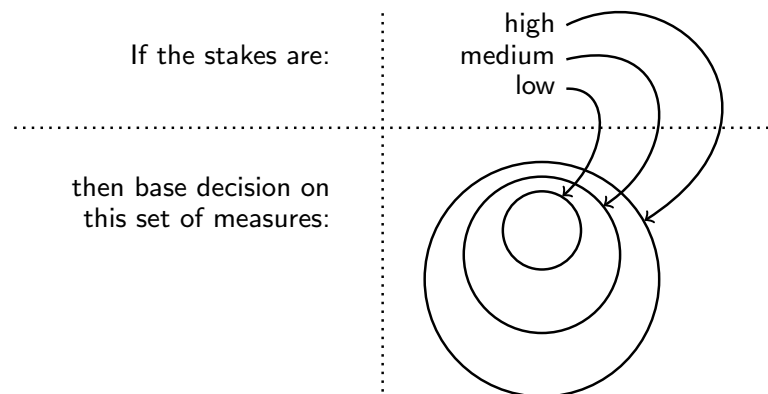 If the stakes are:
high
medium
low
then base decision on
this set of measures: